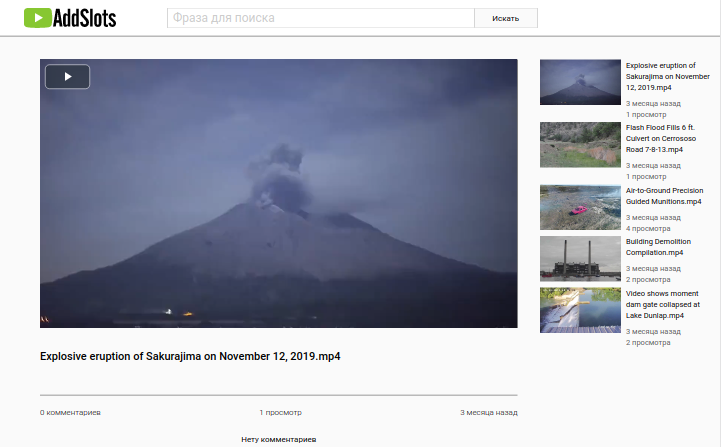 AddSlots
Фраза для поиска
Искать
Explosive eruption of Sakurajima on November 12, 2019.mp4
0 комментариев
1 просмотр
3 месяца назад
Нету комментариев
Explosive eruption of
Sakurajima on November
12, 2019.mp4
3 месяца назад
1 просмотр
Flash Flood Fills 6 ft.
Culvert on Cerrososo
Road 7-8-13.mp4
3 месяца назад
1 просмотр
Air-to-Ground Precision
Guided Munitions.mp4
3 месяца назад
4 просмотра
Building Demolition
Compilation.mp4
3 месяца назад
2 просмотра
Video shows moment
dam gate collapsed at
Lake Dunlap.mp4
3 месяца назад
2 просмотра